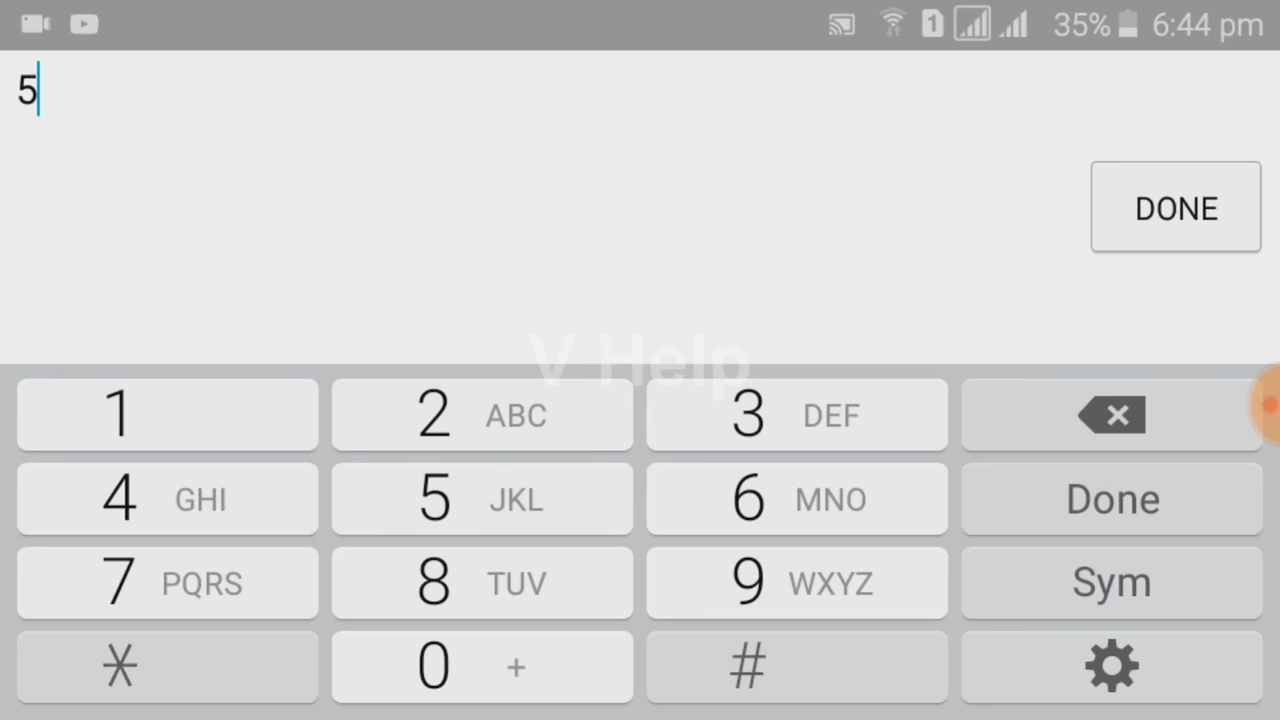 1 35% 6:44 pm
5
DONE
V Help
1 2 ABC 3 DEF
4 GHI 5 JKL 6 MNO Done
7 PQRS 8 TUV 9 WXYZ Sym
* 0 + #